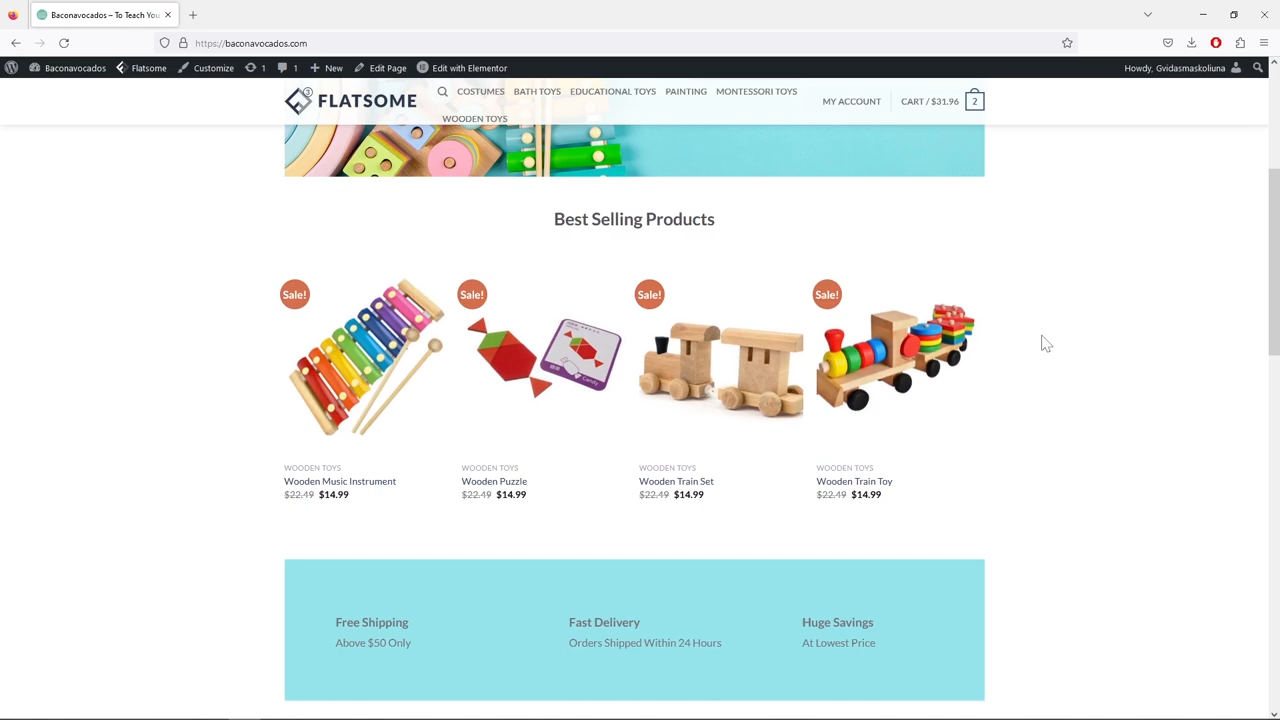 Baconavocados – To Teach You
https://baconavocados.com
Baconavocados Flatsome Customize 1 1 New Edit Page Edit with Elementor Howdy, Gvidasmaskoliuna
3 FLATSOME COSTUMES BATH TOYS EDUCATIONAL TOYS PAINTING MONTESSORI TOYS MY ACCOUNT CART / $31.96 2
WOODEN TOYS
Best Selling Products
Sale! Sale! Sale! Sale!
Candy
WOODEN TOYS WOODEN TOYS WOODEN TOYS WOODEN TOYS
Wooden Music Instrument Wooden Puzzle Wooden Train Set Wooden Train Toy
$22.49 $14.99 $22.49 $14.99 $22.49 $14.99 $22.49 $14.99
Free Shipping Fast Delivery Huge Savings
Above $50 Only Orders Shipped Within 24 Hours At Lowest Price